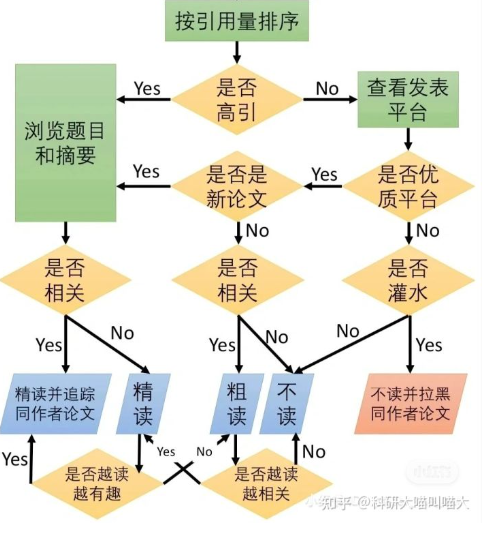 按引用量排序
是否
高引
Yes
No
查看发表
平台
浏览题目
和摘要
Yes
是否是
新论文
Yes
是否优
质平台
No
No
是否
相关
是否
相关
是否
灌水
Yes
No
Yes
No
No
Yes
精读并追踪
同作者论文
精
读
粗
读
不
读
不读并拉黑
同作者论文
Yes
是否越读
越有趣
Yes
No
是否越读
越相关
No
知乎 @科研大喵叫喵大